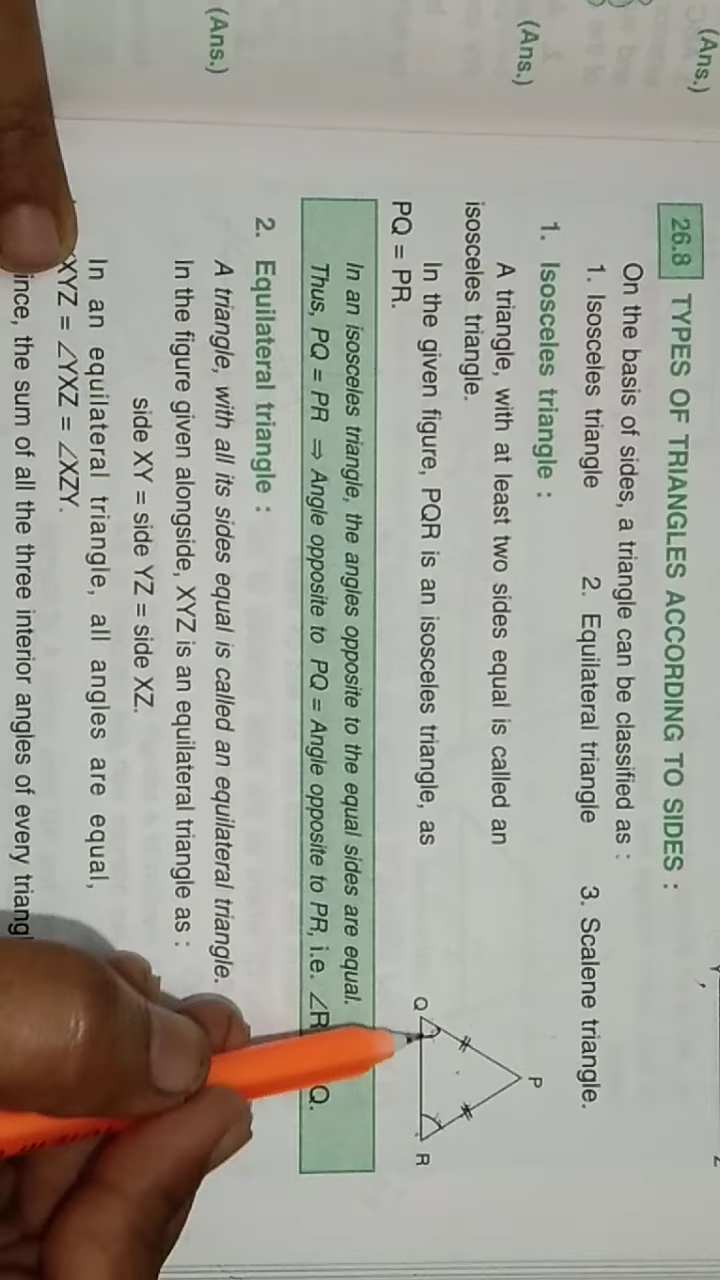 (Ans.)
(Ans.)
(Ans.)
26.8 TYPES OF TRIANGLES ACCORDING TO SIDES :
On the basis of sides, a triangle can be classified as :
1. Isosceles triangle 2. Equilateral triangle 3. Scalene triangle.
1. Isosceles triangle :
A triangle, with at least two sides equal is called an
isosceles triangle.
In the given figure, PQR is an isosceles triangle, as
PQ = PR.
P
Q
R
In an isosceles triangle, the angles opposite to the equal sides are equal.
Thus, PQ = PR ⇒ Angle opposite to PQ = Angle opposite to PR, i.e. ∠R Q.
2. Equilateral triangle :
A triangle, with all its sides equal is called an equilateral triangle.
In the figure given alongside, XYZ is an equilateral triangle as :
side XY = side YZ = side XZ.
In an equilateral triangle, all angles are equal,
XYZ = ∠YXZ = ∠XZY.
ince, the sum of all the three interior angles of every triang